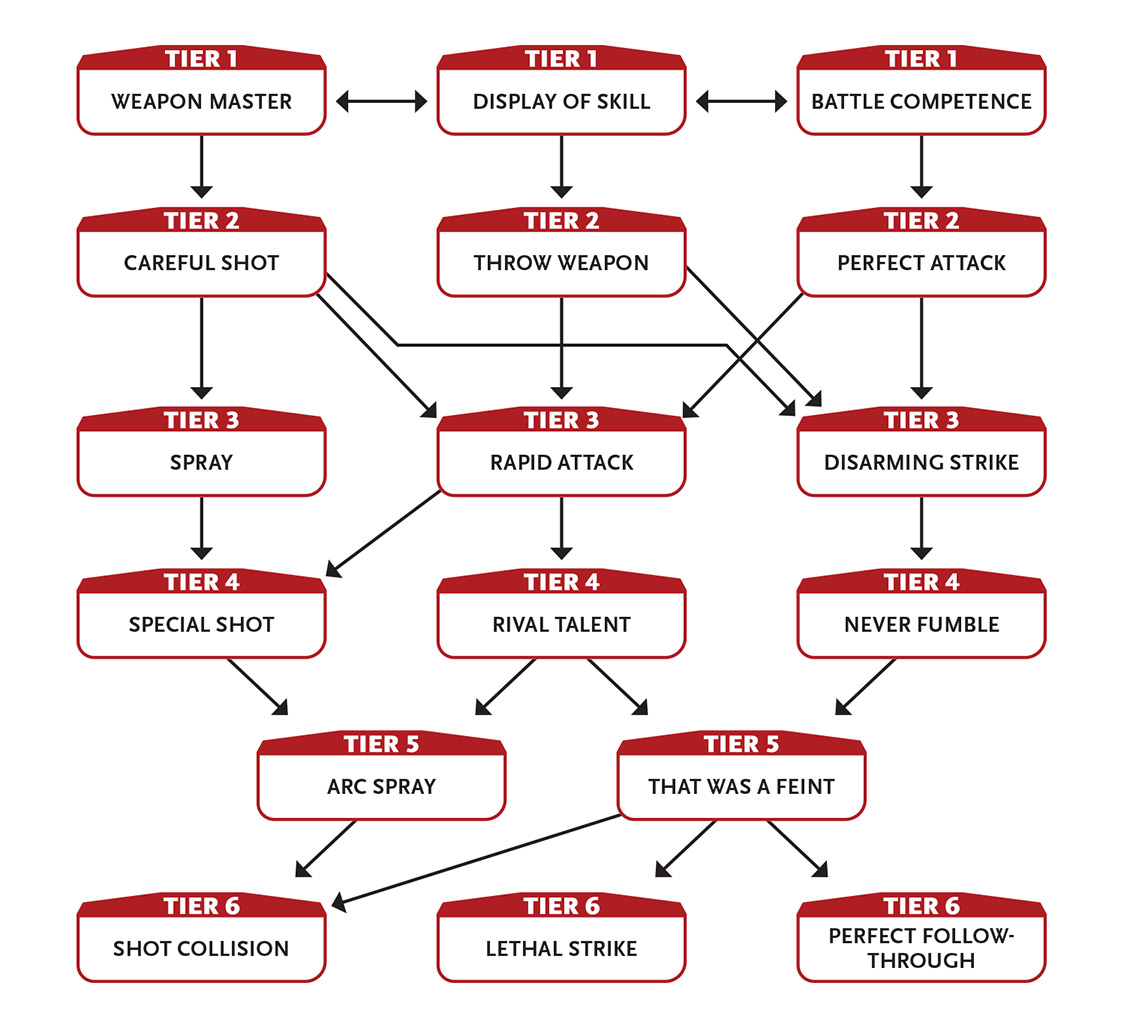 TIER 1
WEAPON MASTER
TIER 1
DISPLAY OF SKILL
TIER 1
BATTLE COMPETENCE
TIER 2
CAREFUL SHOT
TIER 2
THROW WEAPON
TIER 2
PERFECT ATTACK
TIER 3
SPRAY
TIER 3
RAPID ATTACK
TIER 3
DISARMING STRIKE
TIER 4
SPECIAL SHOT
TIER 4
RIVAL TALENT
TIER 4
NEVER FUMBLE
TIER 5
ARC SPRAY
TIER 5
THAT WAS A FEINT
TIER 6
SHOT COLLISION
TIER 6
LETHAL STRIKE
TIER 6
PERFECT FOLLOW-
THROUGH